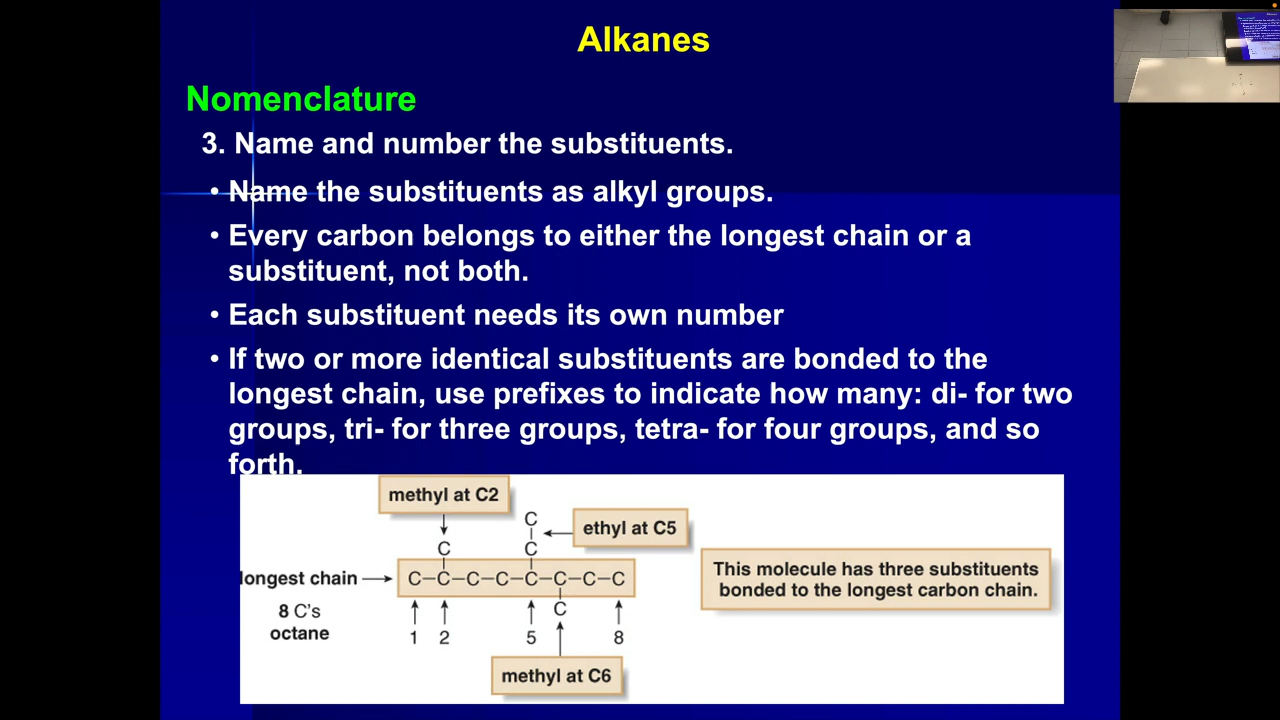 Alkanes
Nomenclature
3. Name and number the substituents.
• Name the substituents as alkyl groups.
• Every carbon belongs to either the longest chain or a
substituent, not both.
• Each substituent needs its own number
• If two or more identical substituents are bonded to the
longest chain, use prefixes to indicate how many: di- for two
groups, tri- for three groups, tetra- for four groups, and so
forth.
methyl at C2
C
ethyl at C5
C C
longest chain
C–C–C–C–C–C–C–C
This molecule has three substituents
bonded to the longest carbon chain.
8 C's
octane
C
1 2 5 8
methyl at C6